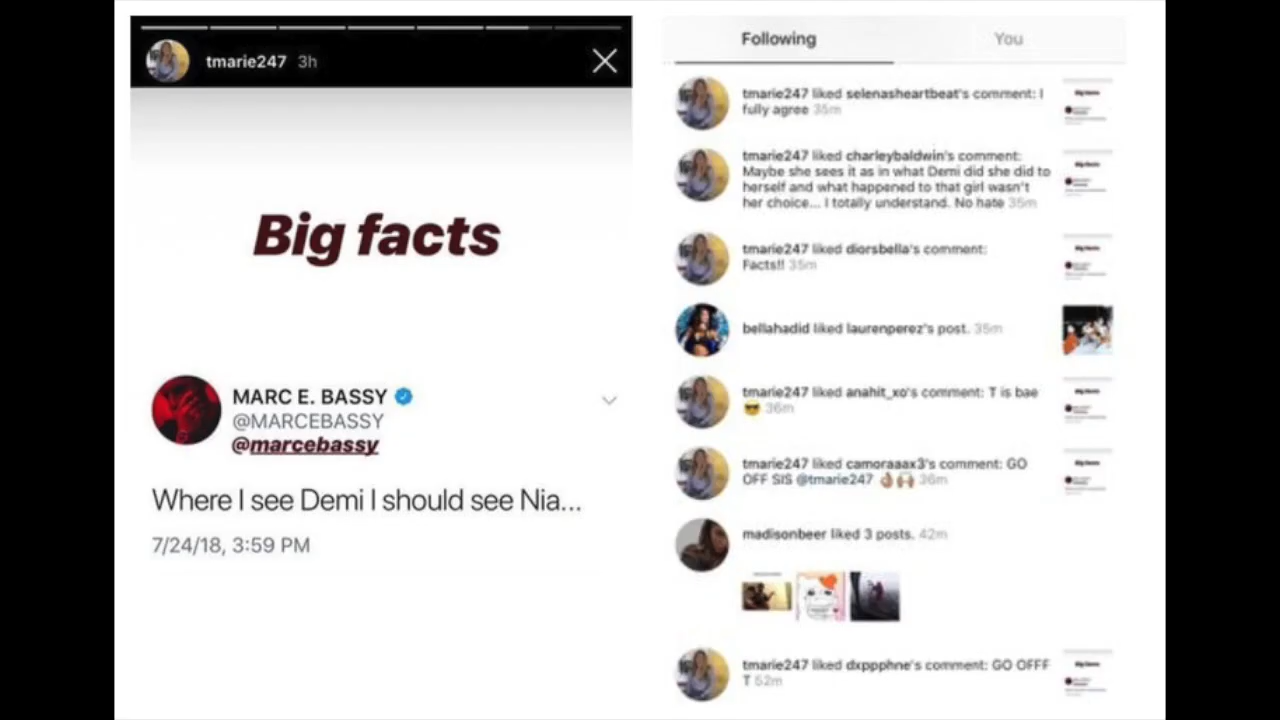 tmarie247 3h
Big facts
MARC E. BASSY
@MARCEBASSY
@marcebassy
Where I see Demi I should see Nia...
7/24/18, 3:59 PM
Following You
tmarie247 liked selenasheartbeat's comment: I
fully agree 35m
tmarie247 liked charleybaldwin's comment:
Maybe she sees it as in what Demi did she did to
herself and what happened to that girl wasn't
her choice... I totally understand. No hate 35m
tmarie247 liked diorsbella's comment:
Facts!! 35m
bellahadid liked laurenperez's post. 35m
tmarie247 liked anahit_xo's comment: T is bae
😎 36m
tmarie247 liked camoraaax3's comment: GO
OFF SIS @tmarie247 👌🏽🙌🏽 36m
madisonbeer liked 3 posts. 42m
tmarie247 liked dxppphne's comment: GO OFFF
T 52m